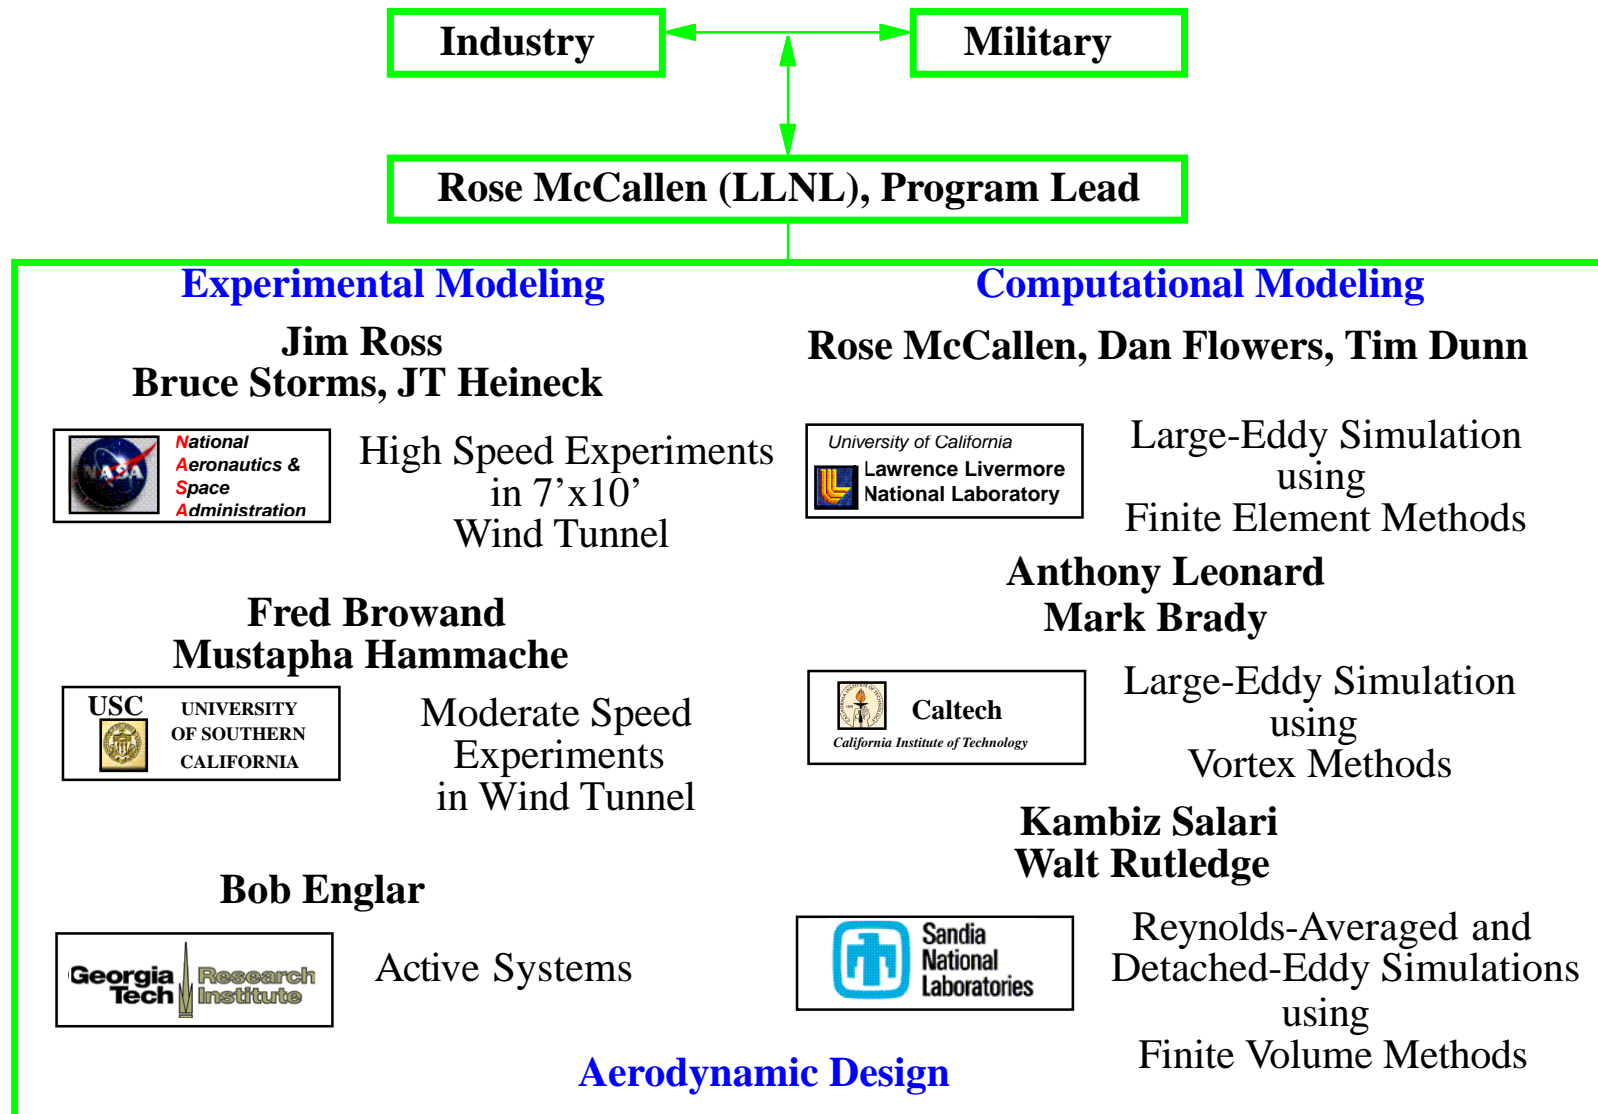 Industry
Military
Rose McCallen (LLNL), Program Lead
Experimental Modeling
Jim Ross
Bruce Storms, JT Heineck
NASA
National
Aeronautics &
Space
Administration
High Speed Experiments
in 7’x10’
Wind Tunnel
Fred Browand
Mustapha Hammache
USC
UNIVERSITY
OF SOUTHERN
CALIFORNIA
Moderate Speed
Experiments
in Wind Tunnel
Bob Englar
Georgia
Tech
Research
Institute
Active Systems
Computational Modeling
Rose McCallen, Dan Flowers, Tim Dunn
University of California
Lawrence Livermore
National Laboratory
Large-Eddy Simulation
using
Finite Element Methods
Anthony Leonard
Mark Brady
Caltech
California Institute of Technology
Large-Eddy Simulation
using
Vortex Methods
Kambiz Salari
Walt Rutledge
Sandia
National
Laboratories
Reynolds-Averaged and
Detached-Eddy Simulations
using
Finite Volume Methods
Aerodynamic Design